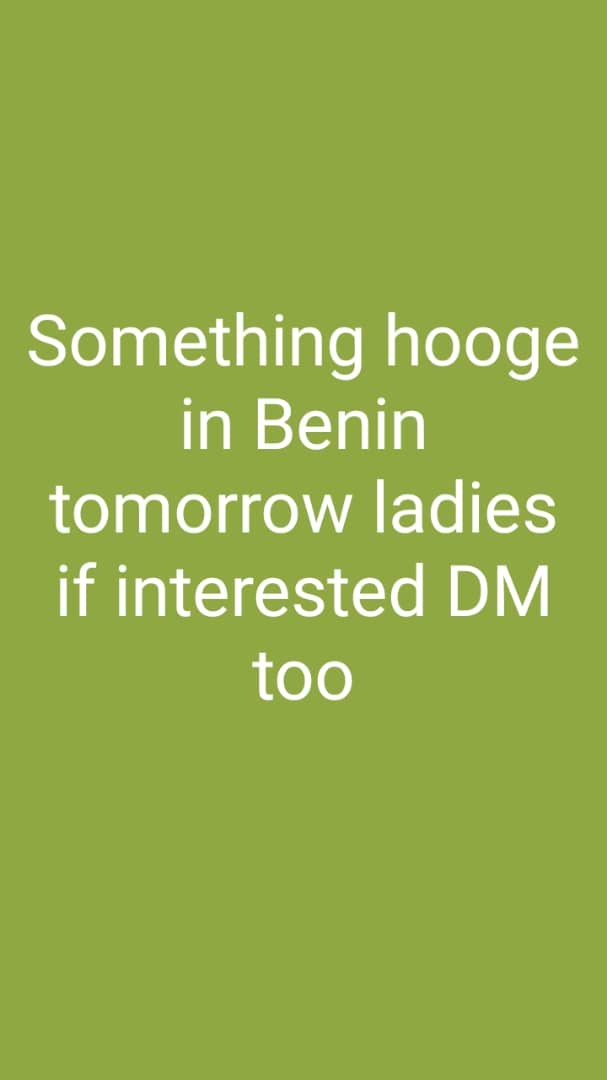 Something hooge
in Benin
tomorrow ladies
if interested DM
too